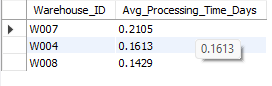 Warehouse_ID Avg_Processing_Time_Days
W007 0.2105
W004 0.1613
0.1613
W008 0.1429